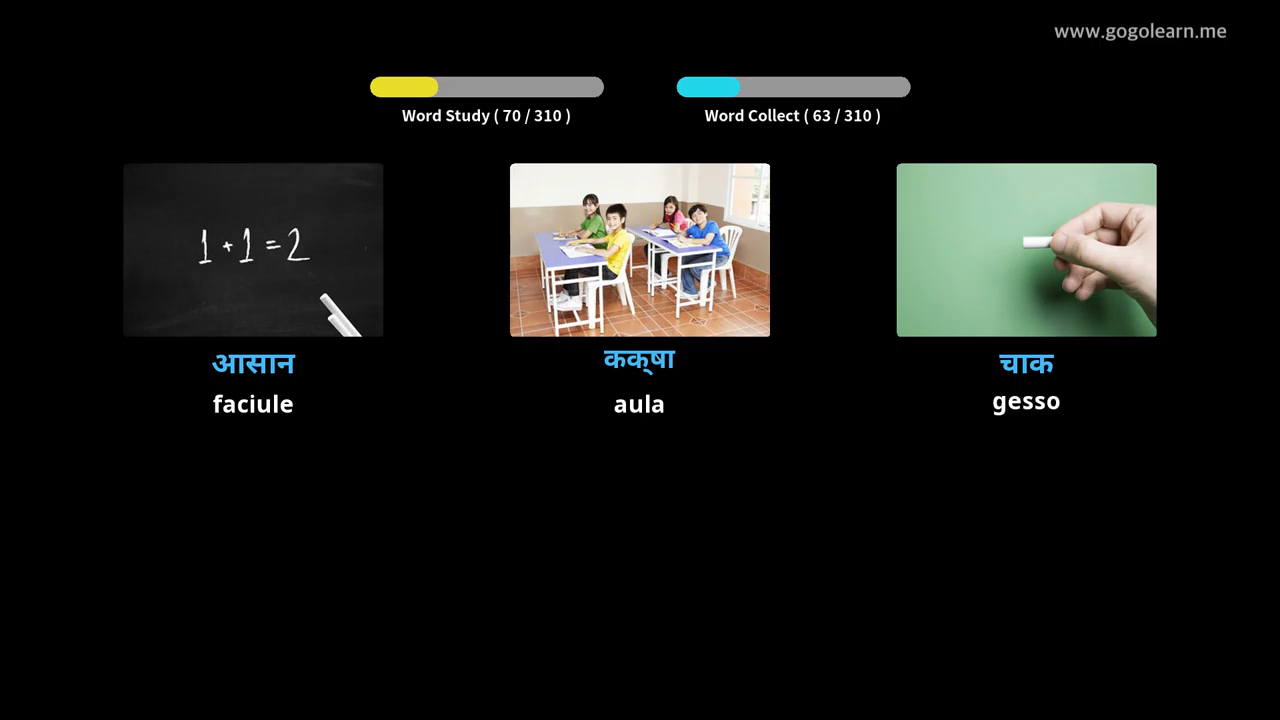 www.gogolearn.me
Word Study ( 70 / 310 )
Word Collect ( 63 / 310 )
1 + 1 = 2
आसान
faciule
कक्षा
aula
चाक
gesso